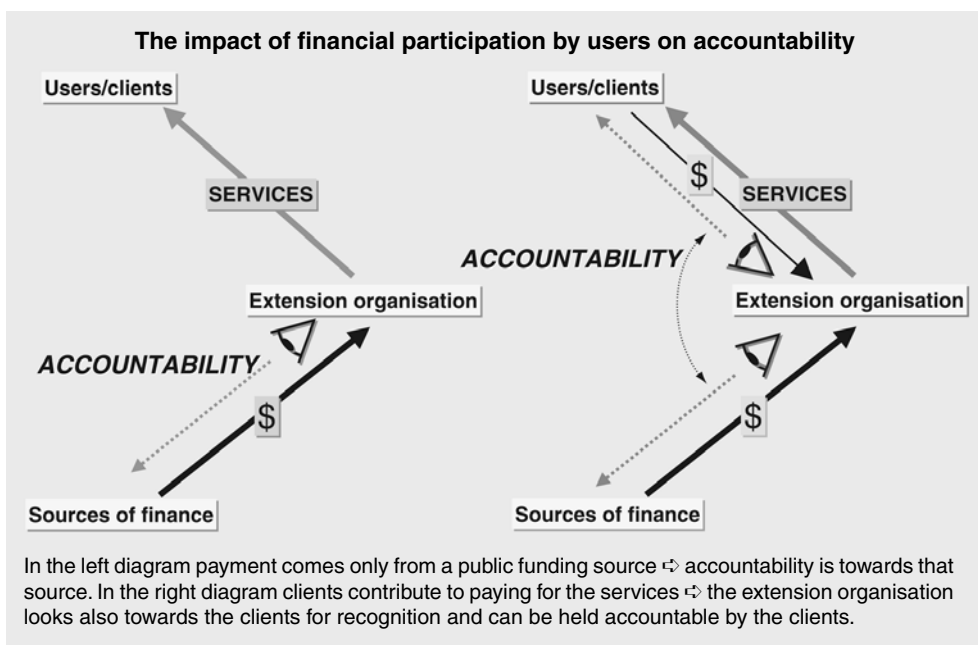 The impact of financial participation by users on accountability
Users/clients
SERVICES
Extension organisation
ACCOUNTABILITY
$
Sources of finance
Users/clients
$
SERVICES
ACCOUNTABILITY
Extension organisation
$
Sources of finance
In the left diagram payment comes only from a public funding source ➪ accountability is towards that
source. In the right diagram clients contribute to paying for the services ➪ the extension organisation
looks also towards the clients for recognition and can be held accountable by the clients.